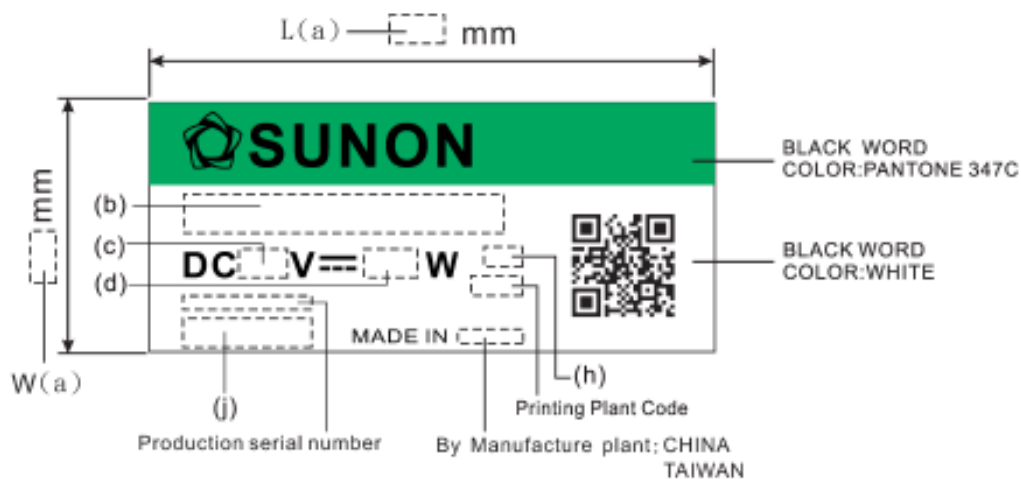 L(a) mm
SUNON
BLACK WORD
COLOR:PANTONE 347C
mm
(b)
(c)
DC V W
BLACK WORD
COLOR:WHITE
(d)
MADE IN
W(a)
(h)
(j)
Printing Plant Code
Production serial number
By Manufacture plant; CHINA
TAIWAN